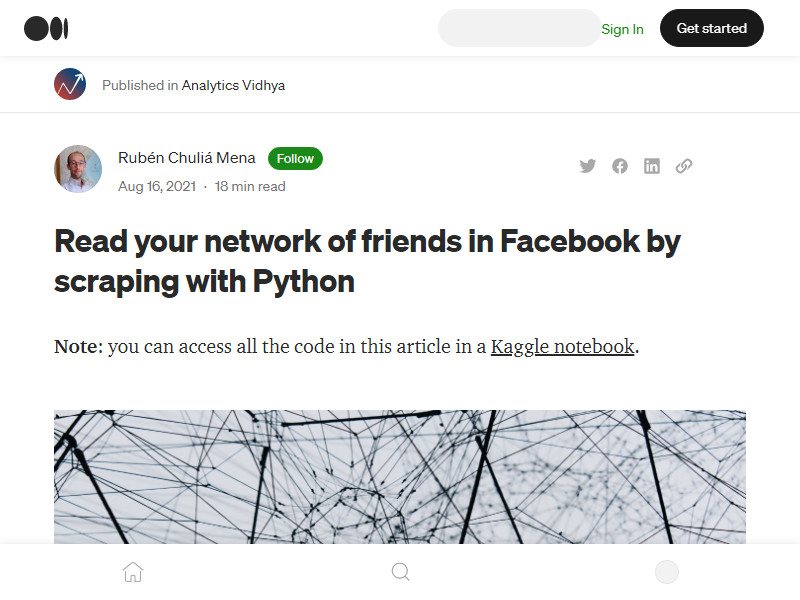 Sign In
Get started
Published in Analytics Vidhya
Rubén Chuliá Mena
Follow
Aug 16, 2021 · 18 min read
Read your network of friends in Facebook by
scraping with Python
Note: you can access all the code in this article in a Kaggle notebook.